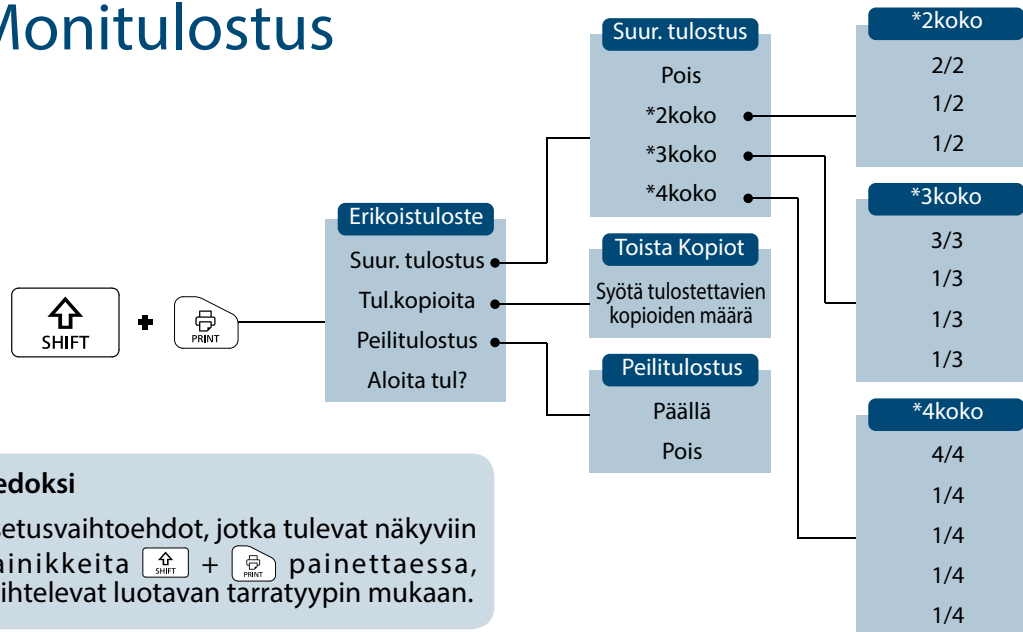 Monitulostus
SHIFT
PRINT
Erikoistuloste
Suur. tulostus
Tul.kopioita
Peilitulostus
Aloita tul?
Suur. tulostus
Pois
*2koko
*3koko
*4koko
Toista Kopiot
Syötä tulostettavien
kopioiden määrä
Peilitulostus
Päällä
Pois
*2koko
2/2
1/2
1/2
*3koko
3/3
1/3
1/3
1/3
*4koko
4/4
1/4
1/4
1/4
1/4
edoksi
setusvaihtoehdot, jotka tulevat näkyviin
ainikkeita SHIFT + PRINT painettaessa,
ihtelevat luotavan tarratyypin mukaan.